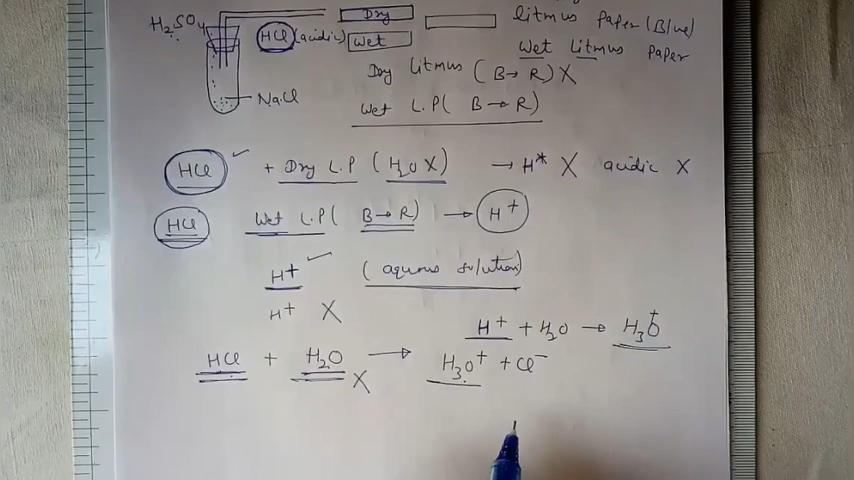 H₂SO₄ Dry litmus Paper (Blue)
HCl (acidic) Wet Wet Litmus Paper
Dry Litmus (B→R) X
NaCl Wet L.P( B→R)
HCl ✓ + Dry L.P (H₂O X) → H* X acidic X
HCl Wet L.P( B→R) → H⁺
H⁺ ✓ (aquous solution)
H⁺ X
H⁺ + H₂O → H₃O⁺
HCl + H₂O → H₃O⁺ + Cl⁻
X